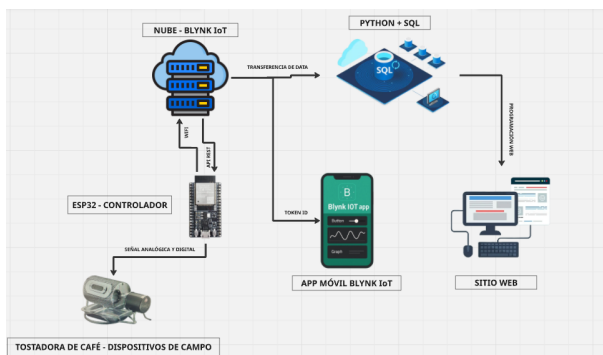 NUBE - BLYNK IoT
PYTHON + SQL
TRANSFERENCIA DE DATA
SQL
WIFI
API REST
PROGRAMACIÓN WEB
ESP32 - CONTROLADOR
B
Blynk IOT app
Button
Graph
TOKEN ID
SEÑAL ANALÓGICA Y DIGITAL
APP MÓVIL BLYNK IoT
SITIO WEB
TOSTADORA DE CAFÉ - DISPOSITIVOS DE CAMPO